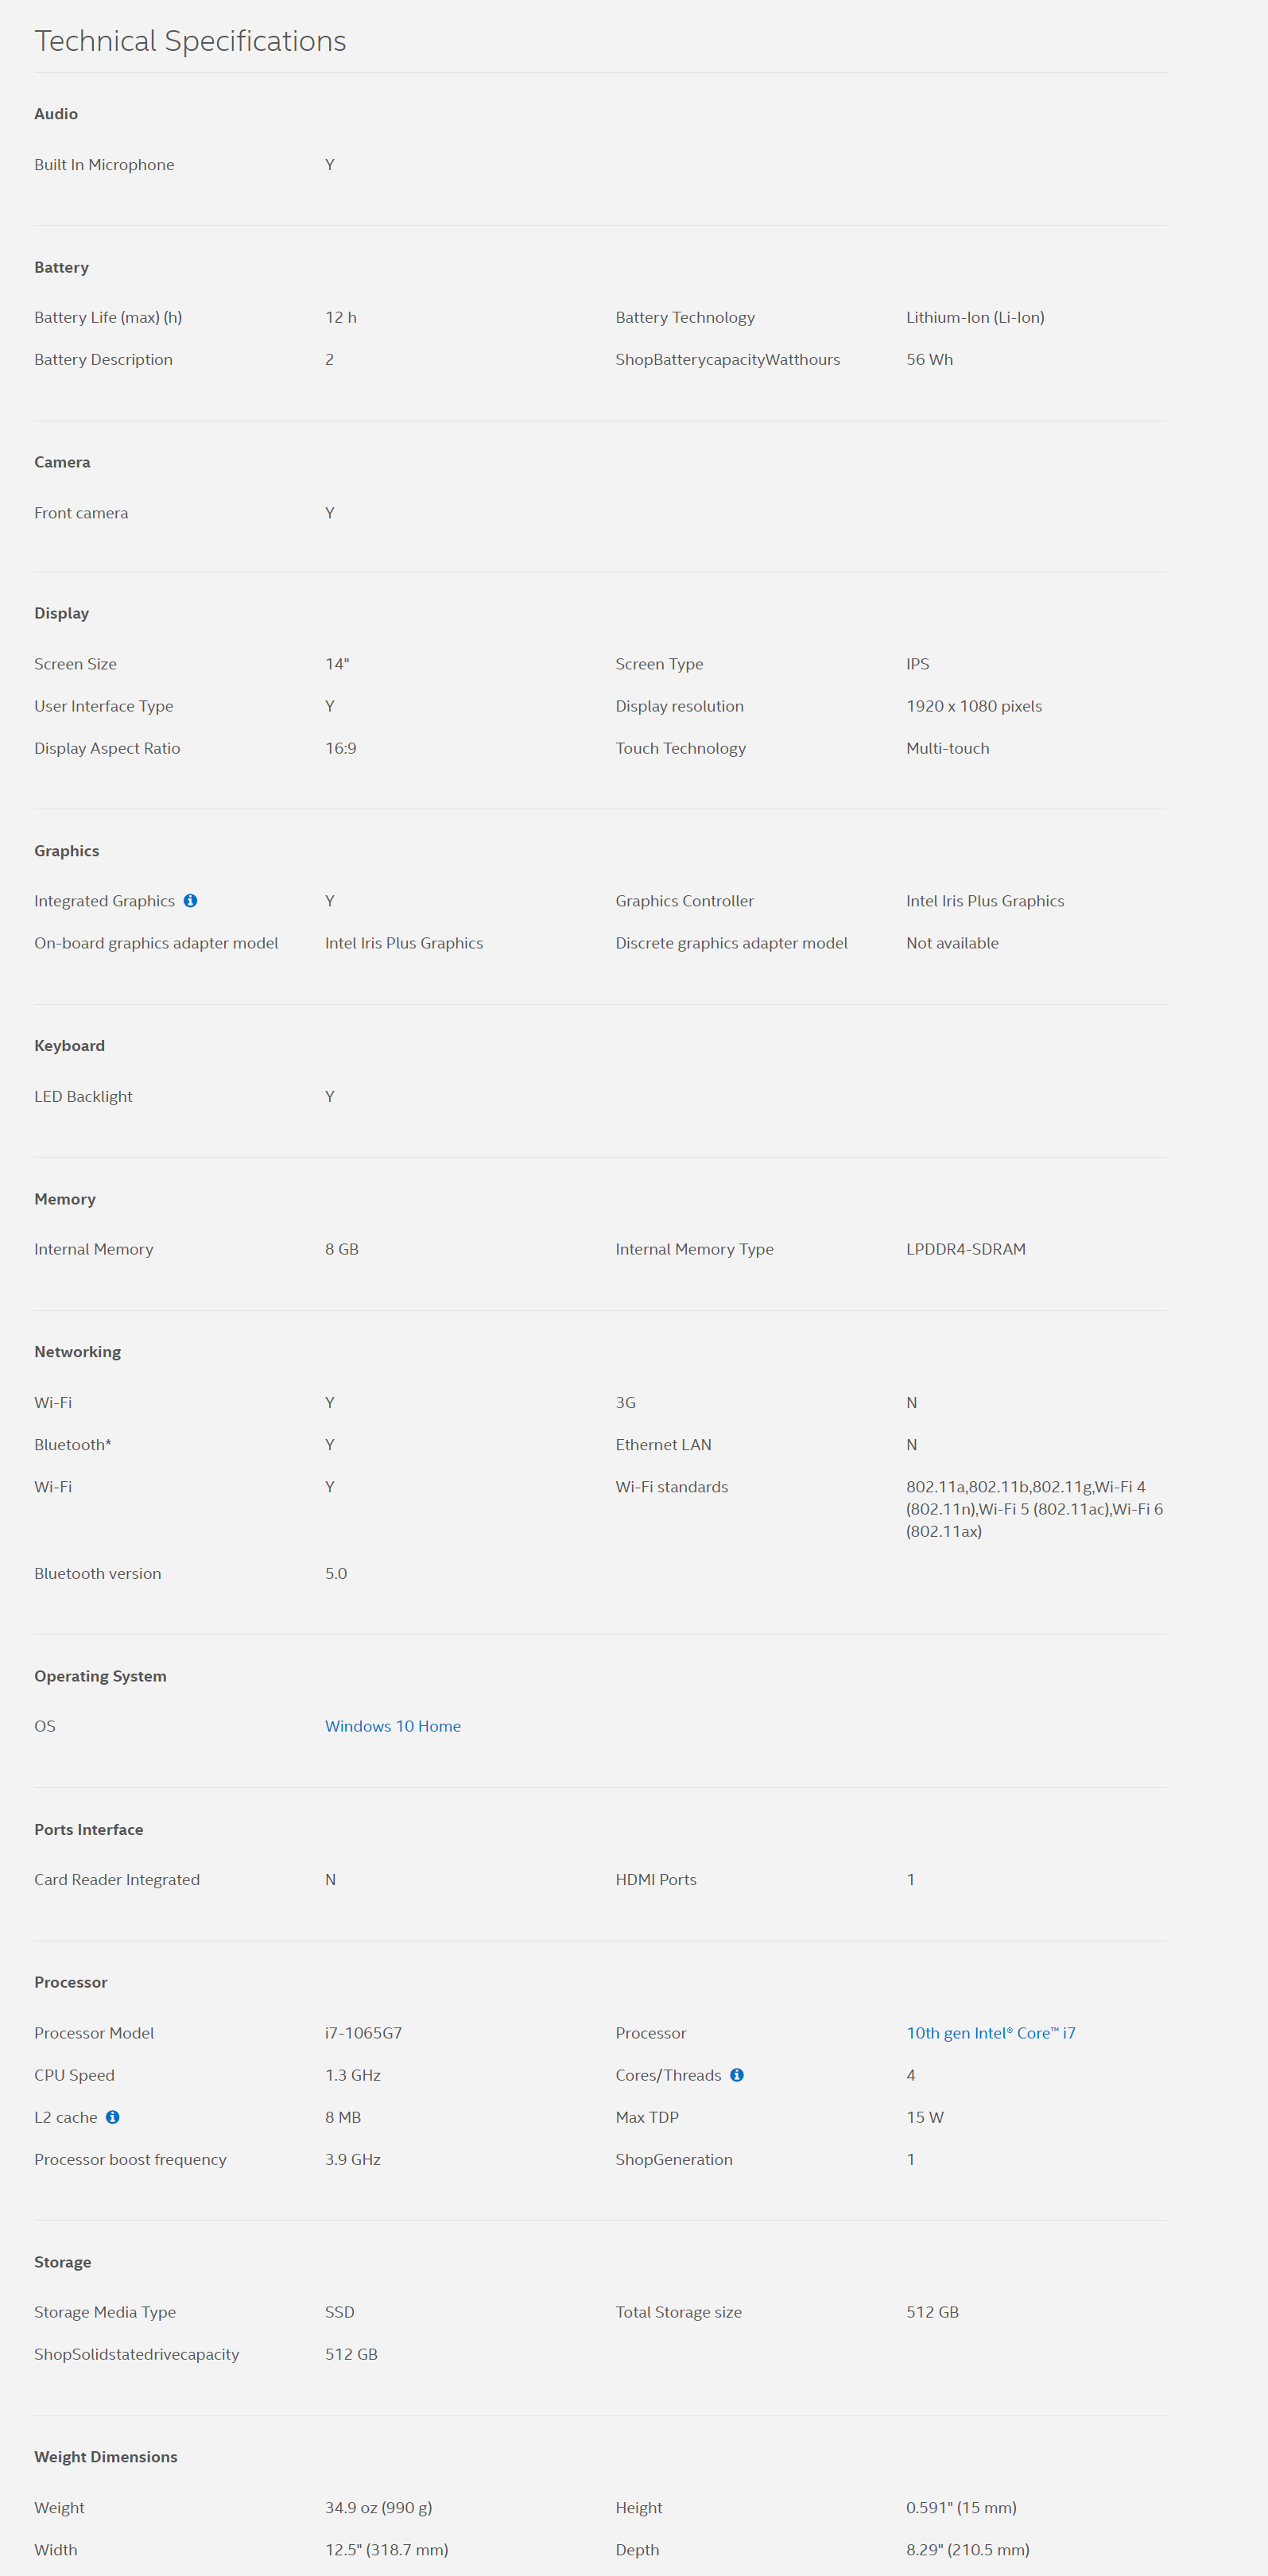 Technical Specifications
Audio
Built In Microphone Y
Battery
Battery Life (max) (h) 12 h Battery Technology Lithium-Ion (Li-Ion)
Battery Description 2 ShopBatterycapacityWatthours 56 Wh
Camera
Front camera Y
Display
Screen Size 14" Screen Type IPS
User Interface Type Y Display resolution 1920 x 1080 pixels
Display Aspect Ratio 16:9 Touch Technology Multi-touch
Graphics
Integrated Graphics Y Graphics Controller Intel Iris Plus Graphics
On-board graphics adapter model Intel Iris Plus Graphics Discrete graphics adapter model Not available
Keyboard
LED Backlight Y
Memory
Internal Memory 8 GB Internal Memory Type LPDDR4-SDRAM
Networking
Wi-Fi Y 3G N
Bluetooth* Y Ethernet LAN N
Wi-Fi Y Wi-Fi standards 802.11a,802.11b,802.11g,Wi-Fi 4
(802.11n),Wi-Fi 5 (802.11ac),Wi-Fi 6
(802.11ax)
Bluetooth version 5.0
Operating System
OS Windows 10 Home
Ports Interface
Card Reader Integrated N HDMI Ports 1
Processor
Processor Model i7-1065G7 Processor 10th gen Intel® Core™ i7
CPU Speed 1.3 GHz Cores/Threads 4
L2 cache 8 MB Max TDP 15 W
Processor boost frequency 3.9 GHz ShopGeneration 1
Storage
Storage Media Type SSD Total Storage size 512 GB
ShopSolidstatedrivecapacity 512 GB
Weight Dimensions
Weight 34.9 oz (990 g) Height 0.591" (15 mm)
Width 12.5" (318.7 mm) Depth 8.29" (210.5 mm)